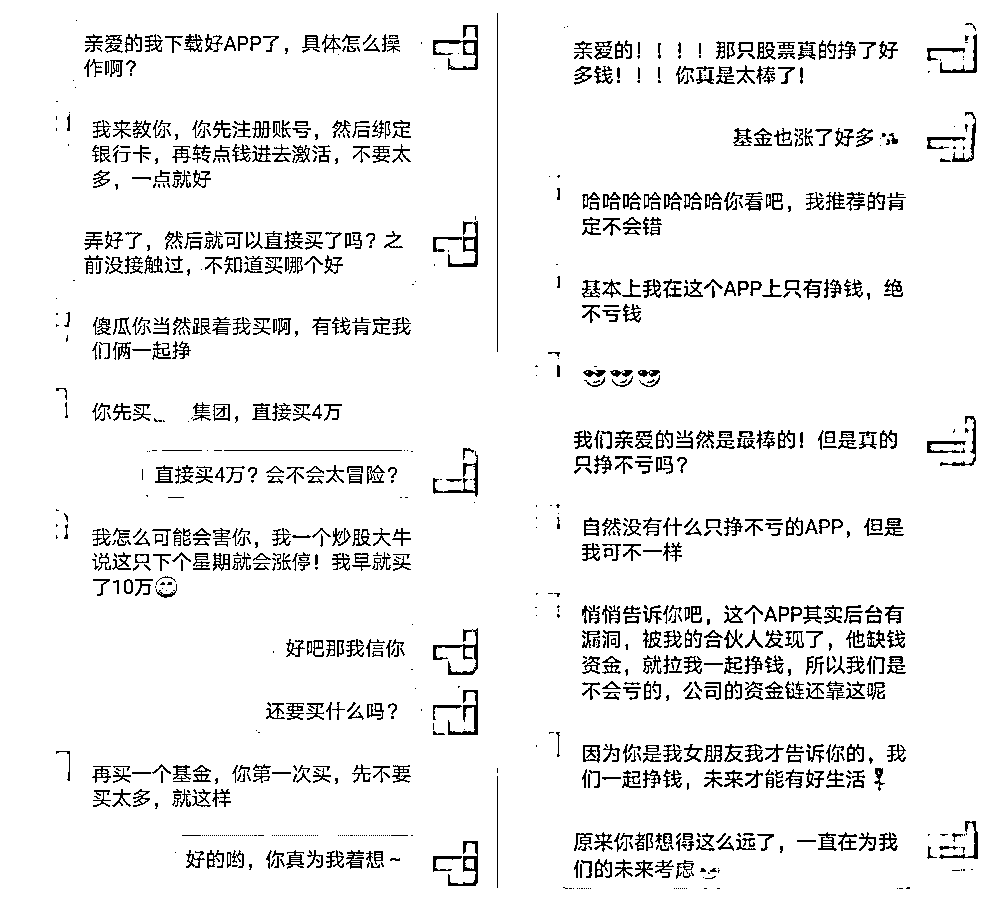 亲爱的我下载好APP了，具体怎么操
作啊？
我来教你，你先注册账号，然后绑定
银行卡，再转点钱进去激活，不要太
多，一点就好
弄好了，然后就可以直接买了吗？之
前没接触过，不知道买哪个好
傻瓜你当然跟着我买啊，有钱肯定我
们俩一起挣
你先买 集团，直接买4万
直接买4万？会不会太冒险？
我怎么可能会害你，我一个炒股大牛
说这只下个星期就会涨停！我早就买
了10万
好吧那我信你
还要买什么吗？
再买一个基金，你第一次买，先不要
买太多，就这样
好的哟，你真为我着想～
亲爱的！！！！那只股票真的挣了好
多钱！！！你真是太棒了！
基金也涨了好多
哈哈哈哈哈哈哈你看吧，我推荐的肯
定不会错
基本上我在这个APP上只有挣钱，绝
不亏钱
😎😎😎
我们亲爱的当然是最棒的！但是真的
只挣不亏吗？
自然没有什么只挣不亏的APP，但是
我可不一样
悄悄告诉你吧，这个APP其实后台有
漏洞，被我的合伙人发现了，他缺钱
资金，就拉我一起挣钱，所以我们是
不会亏的，公司的资金链还靠这呢
因为你是我女朋友我才告诉你的，我
们一起挣钱，未来才能有好生活🌹
原来你都想得这么远了，一直在为我
们的未来考虑